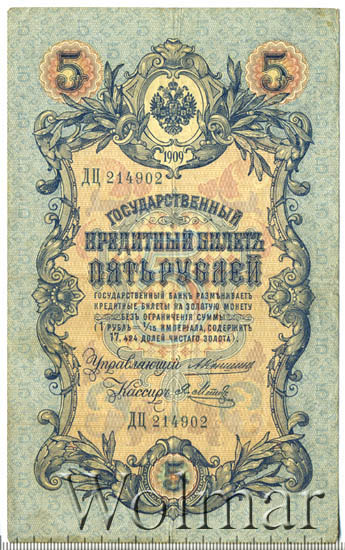 5 5
1909
ДЦ 214902
ГОСУДАРСТВЕННЫЙ
КРЕДИТНЫЙ БИЛЕТЪ
ПЯТЬ РУБЛЕЙ
ГОСУДАРСТВЕННЫЙ БАНКЪ РАЗМѢНИВАЕТЪ
КРЕДИТНЫЕ БИЛЕТЫ НА ЗОЛОТУЮ МОНЕТУ
БЕЗЪ ОГРАНИЧЕНІЯ СУММЫ
(1 РУБЛЬ = 1/15 ИМПЕРІАЛА, СОДЕРЖИТЪ
17,424 ДОЛЕЙ ЧИСТАГО ЗОЛОТА).
Управляющій
Кассиръ
ДЦ 214902
5
Wolmar